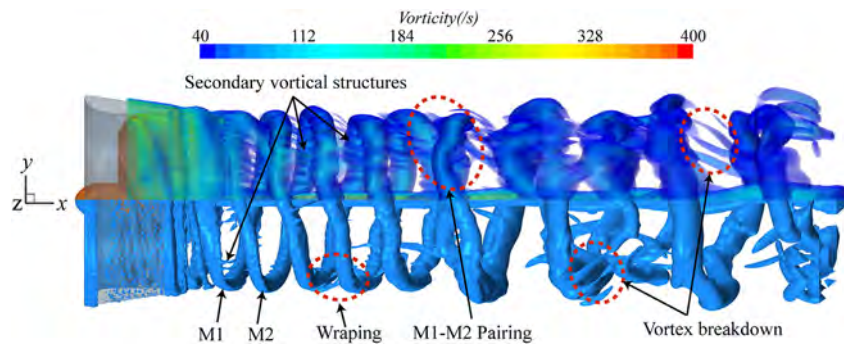 Vorticity(/s)
40 112 184 256 328 400
Secondary vortical structures
y
z x
M1 M2 Wraping M1-M2 Pairing Vortex breakdown